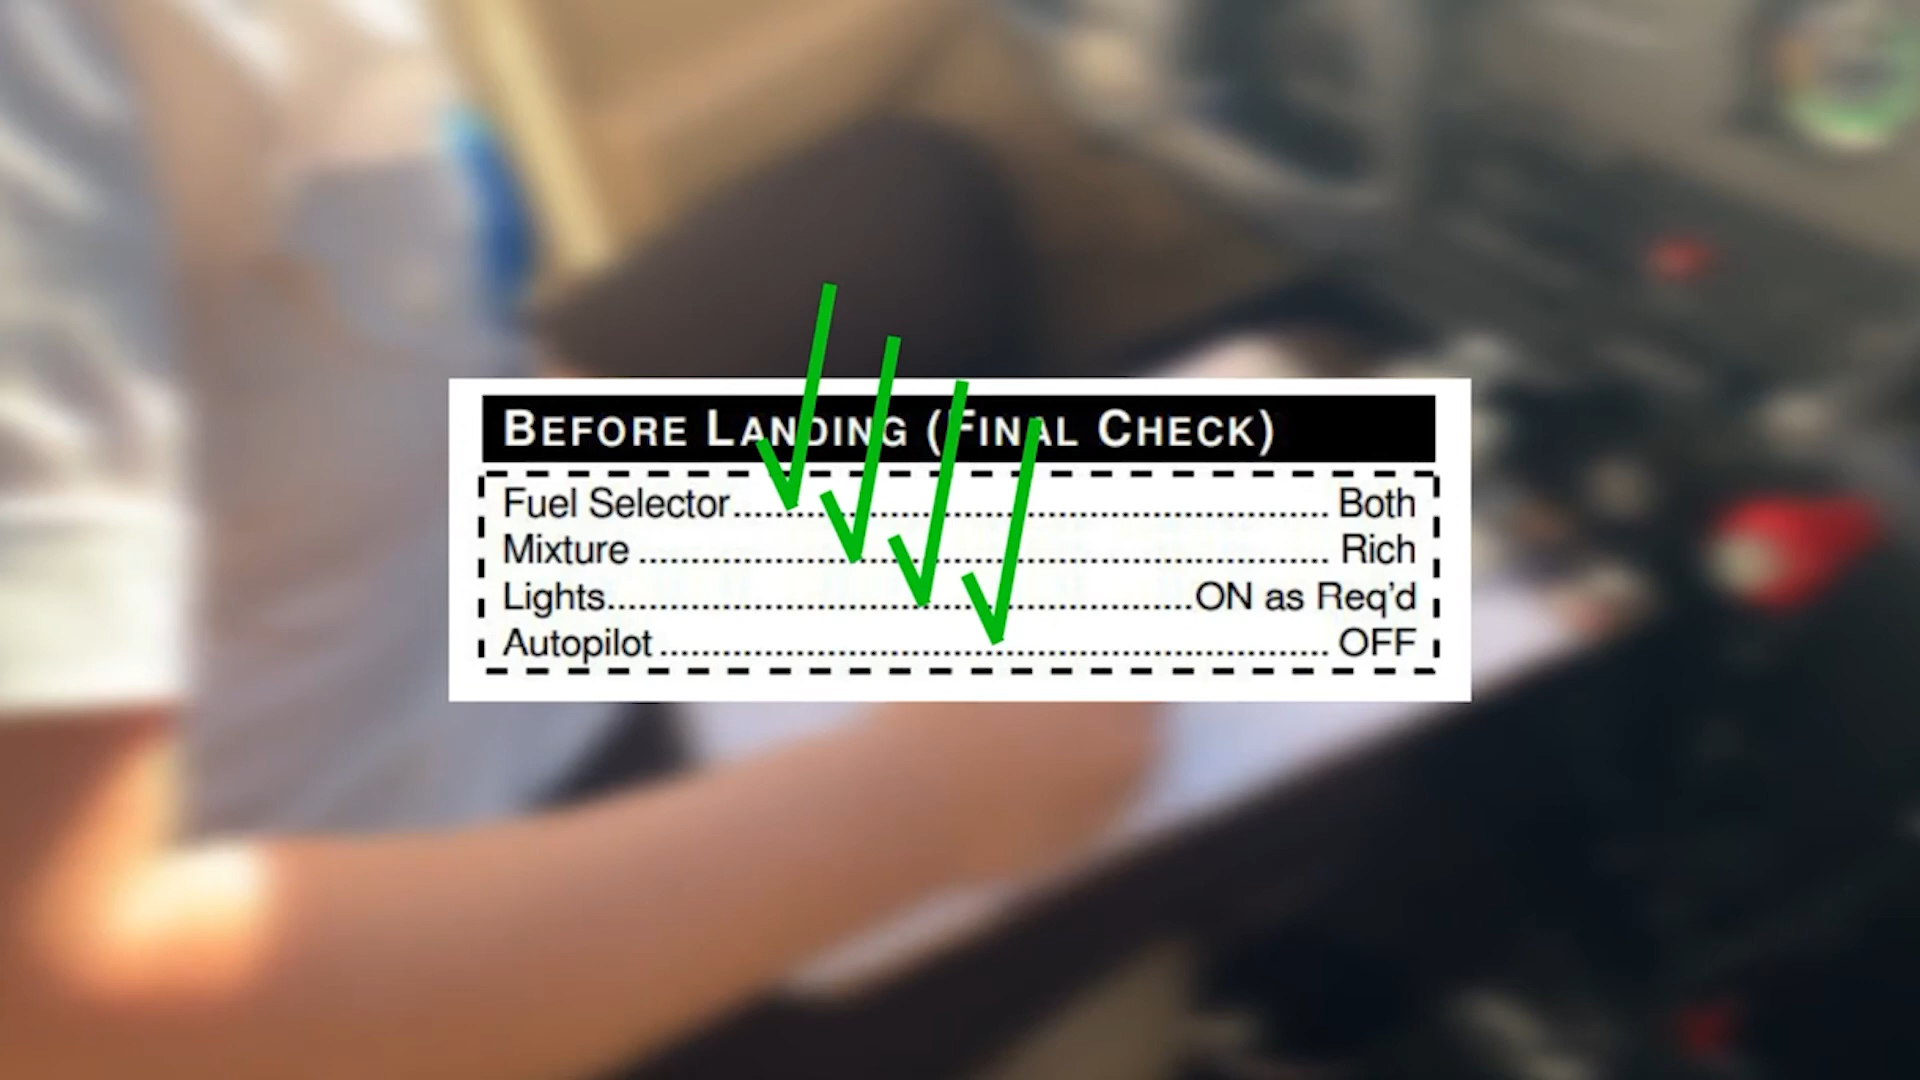 BEFORE LANDING (FINAL CHECK)
Fuel Selector................................................ Both
Mixture ................................................ Rich
Lights................................................ON as Req'd
Autopilot ................................................ OFF